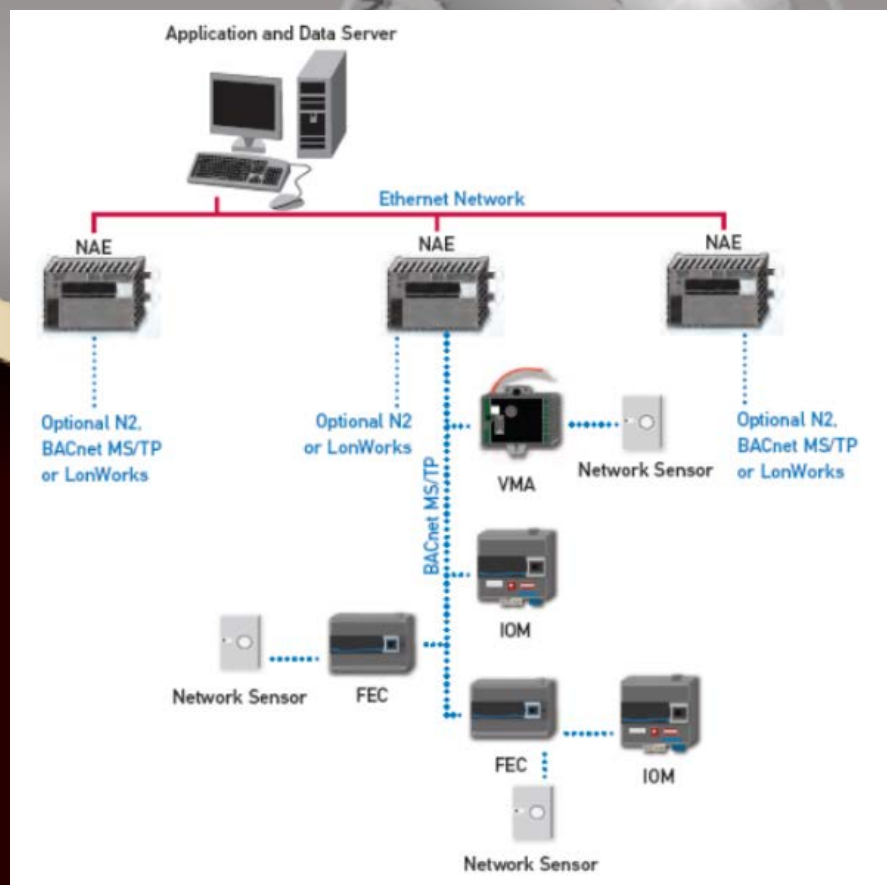 Application and Data Server
Ethernet Network
NAE
NAE
NAE
Optional N2,
BACnet MS/TP
or LonWorks
Optional N2
or LonWorks
Optional N2,
BACnet MS/TP
or LonWorks
BACnet MS/TP
VMA
Network Sensor
IOM
Network Sensor
FEC
FEC
IOM
Network Sensor